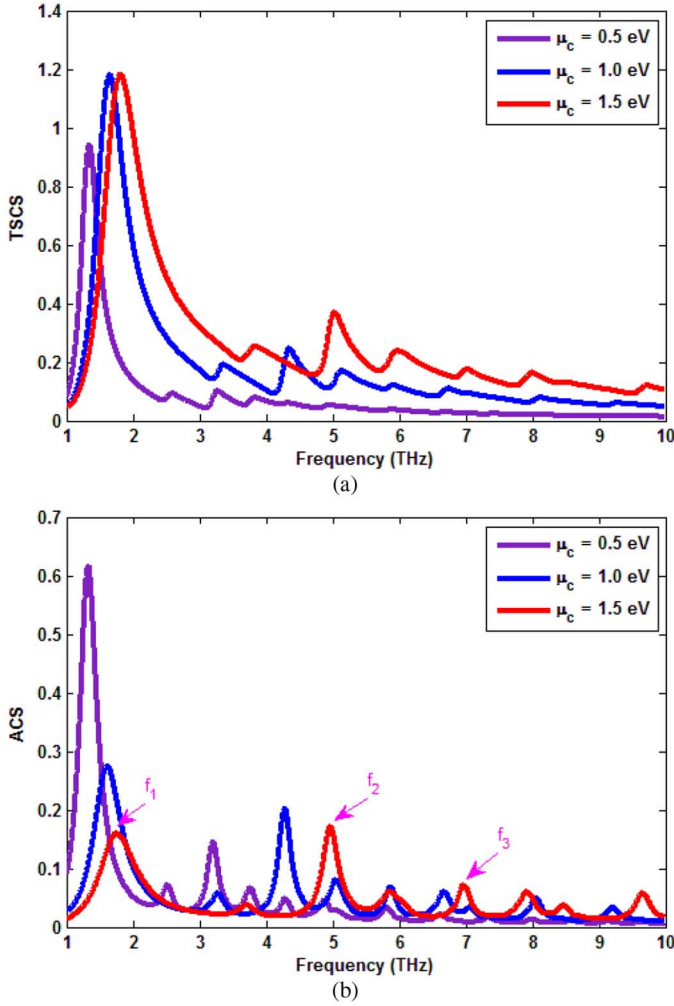 1.4
1.2
1
0.8
0.6
0.4
0.2
0
TSCS
μc = 0.5 eV
μc = 1.0 eV
μc = 1.5 eV
1 2 3 4 5 6 7 8 9 10
Frequency (THz)
(a)
0.7
0.6
0.5
0.4
0.3
0.2
0.1
0
ACS
μc = 0.5 eV
μc = 1.0 eV
μc = 1.5 eV
f1
f2
f3
1 2 3 4 5 6 7 8 9 10
Frequency (THz)
(b)